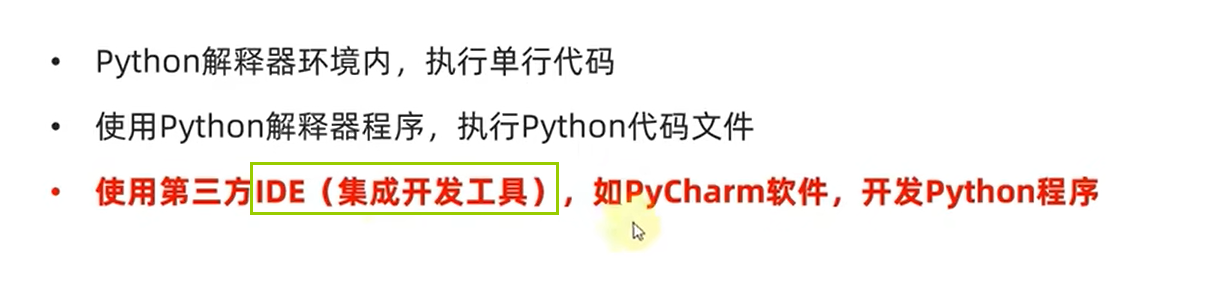 • Python解释器环境内，执行单行代码
• 使用Python解释器程序，执行Python代码文件
• 使用第三方IDE（集成开发工具），如PyCharm软件，开发Python程序